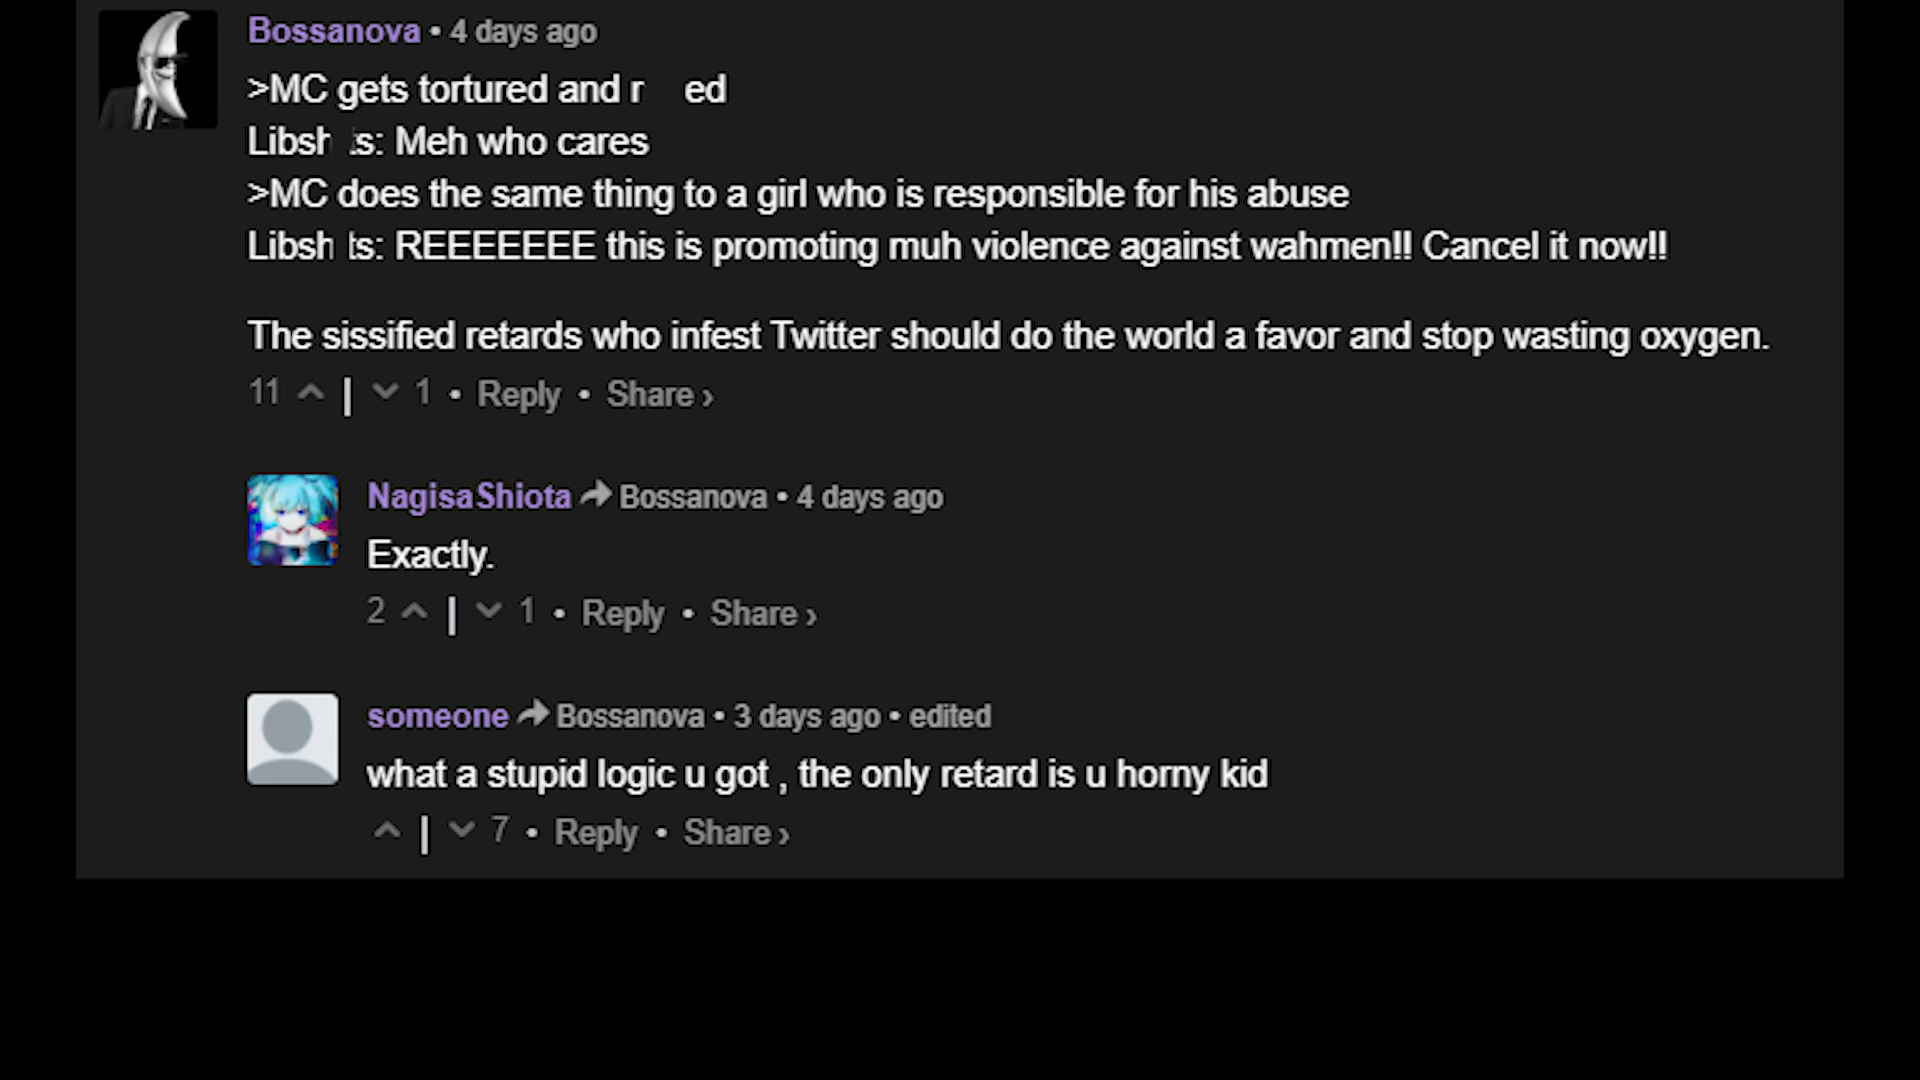 Bossanova • 4 days ago
>MC gets tortured and r ed
Libsh ts: Meh who cares
>MC does the same thing to a girl who is responsible for his abuse
Libsh ts: REEEEEEE this is promoting muh violence against wahmen!! Cancel it now!!
The sissified retards who infest Twitter should do the world a favor and stop wasting oxygen.
11 | 1 • Reply • Share ›
NagisaShiota Bossanova • 4 days ago
Exactly.
2 | 1 • Reply • Share ›
someone Bossanova • 3 days ago • edited
what a stupid logic u got , the only retard is u horny kid
| 7 • Reply • Share ›